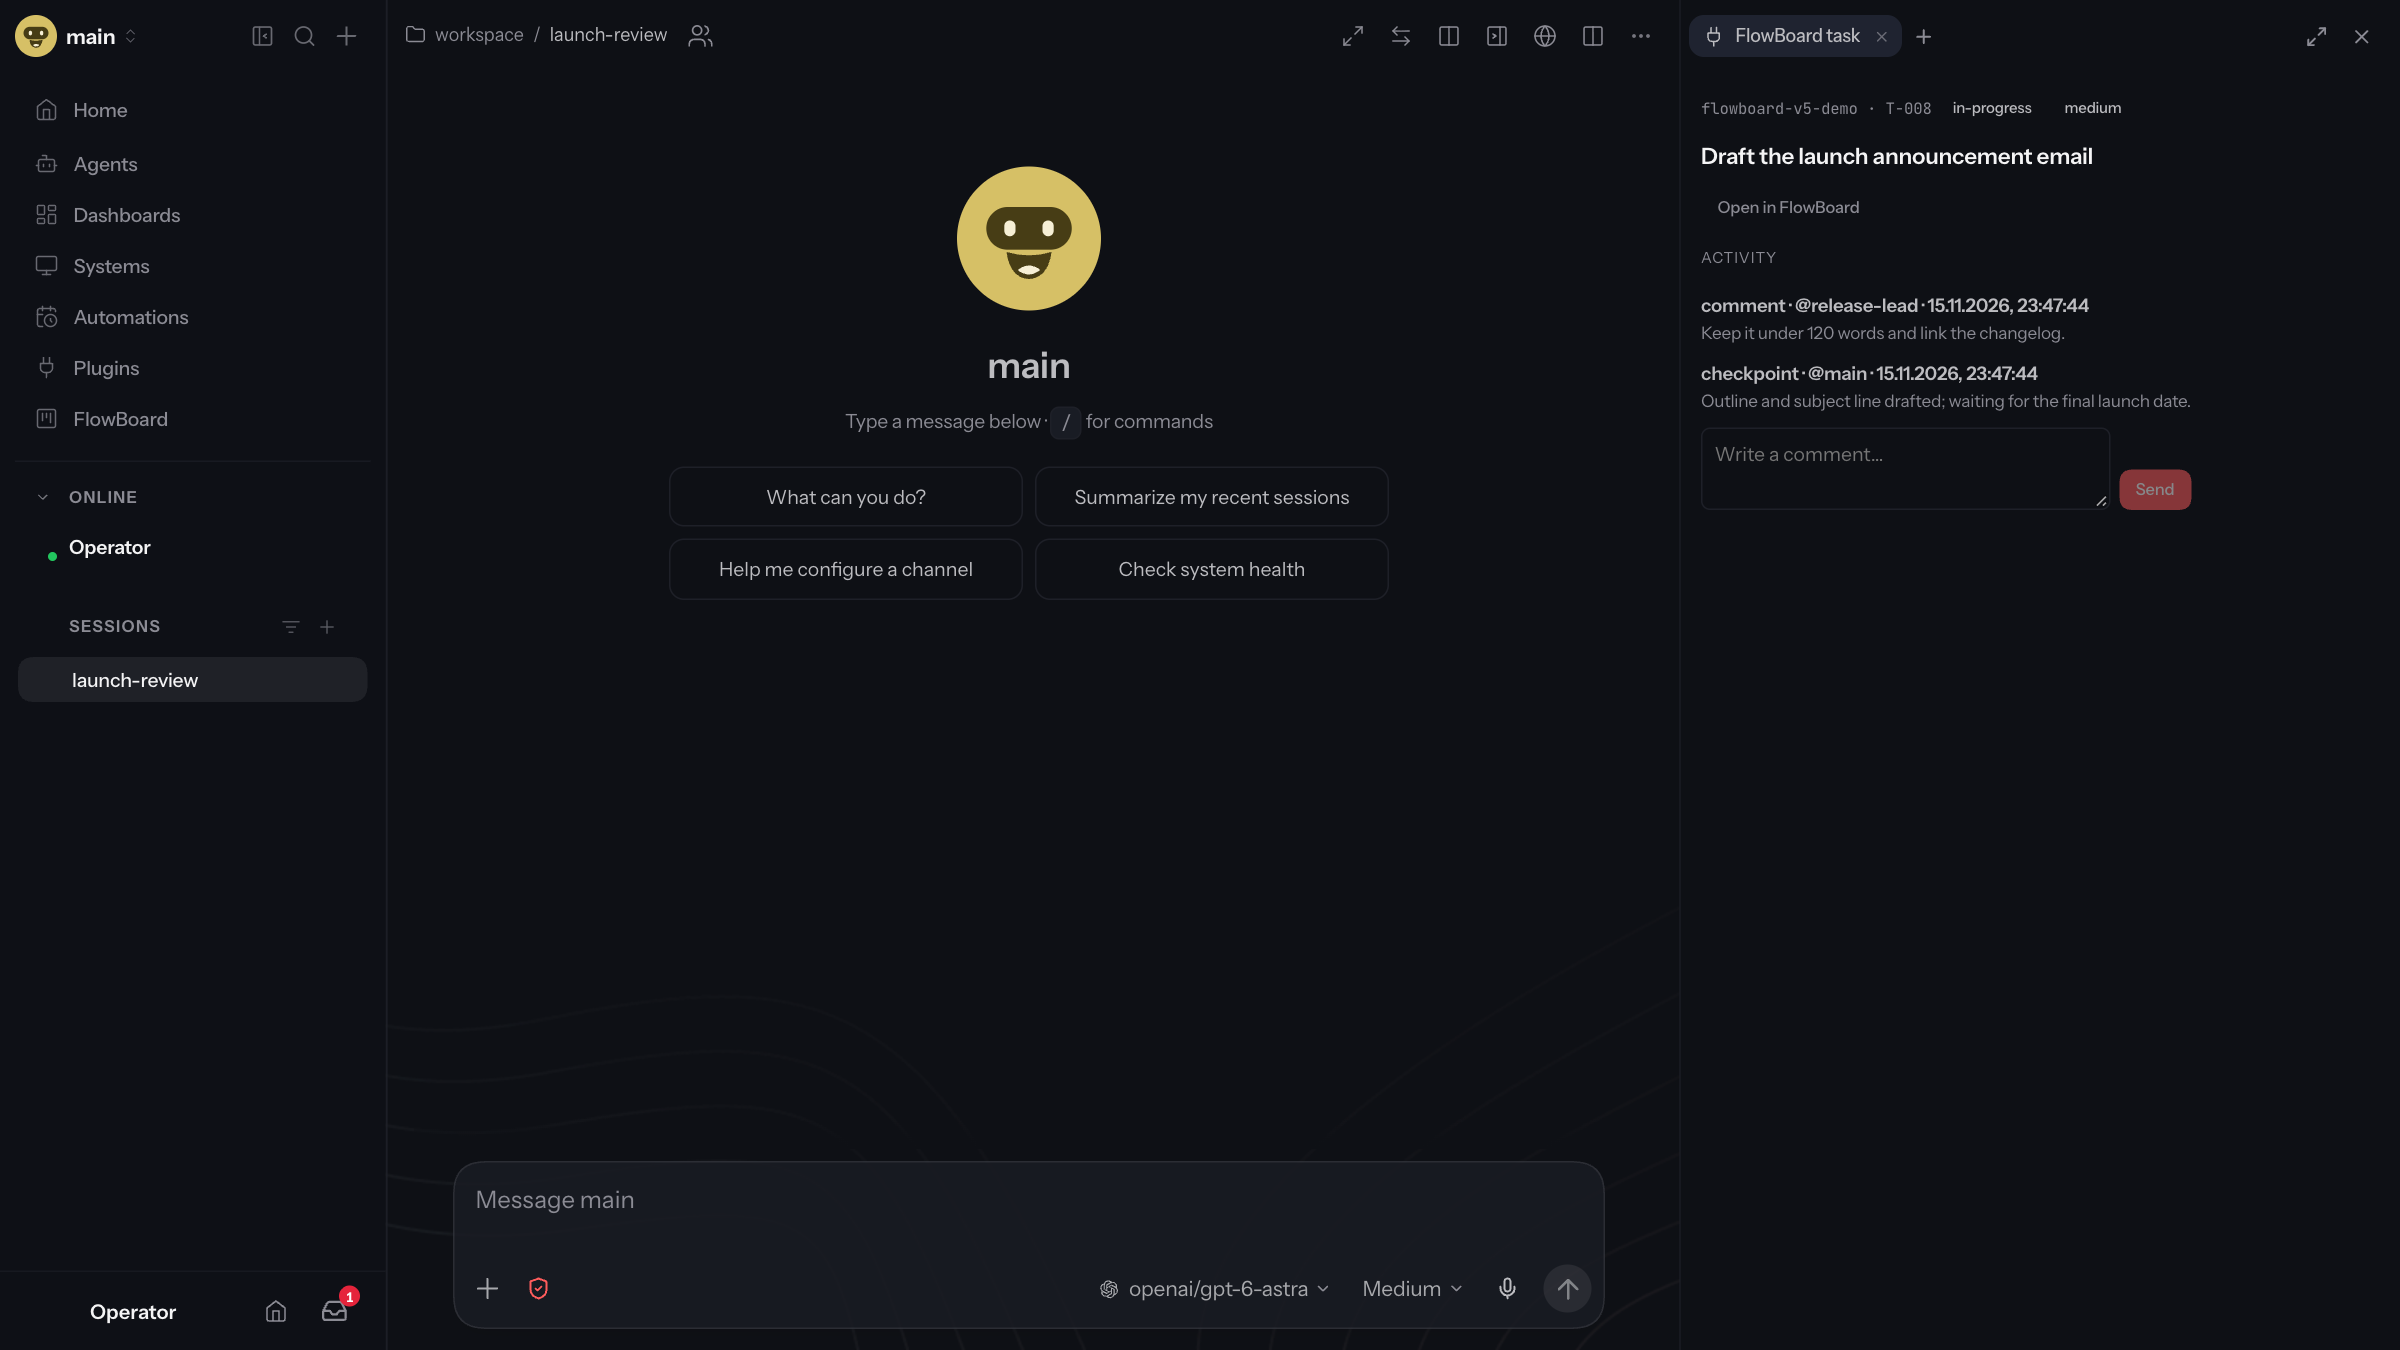 main
Home
Agents
Dashboards
Systems
Automations
Plugins
FlowBoard
ONLINE
Operator
SESSIONS
launch-review
Operator
1
workspace / launch-review
main
Type a message below · / for commands
What can you do?
Summarize my recent sessions
Help me configure a channel
Check system health
Message main
openai/gpt-6-astra
Medium
FlowBoard task
flowboard-v5-demo · T-008 in-progress medium
Draft the launch announcement email
Open in FlowBoard
ACTIVITY
comment · @release-lead · 15.11.2026, 23:47:44
Keep it under 120 words and link the changelog.
checkpoint · @main · 15.11.2026, 23:47:44
Outline and subject line drafted; waiting for the final launch date.
Write a comment...
Send